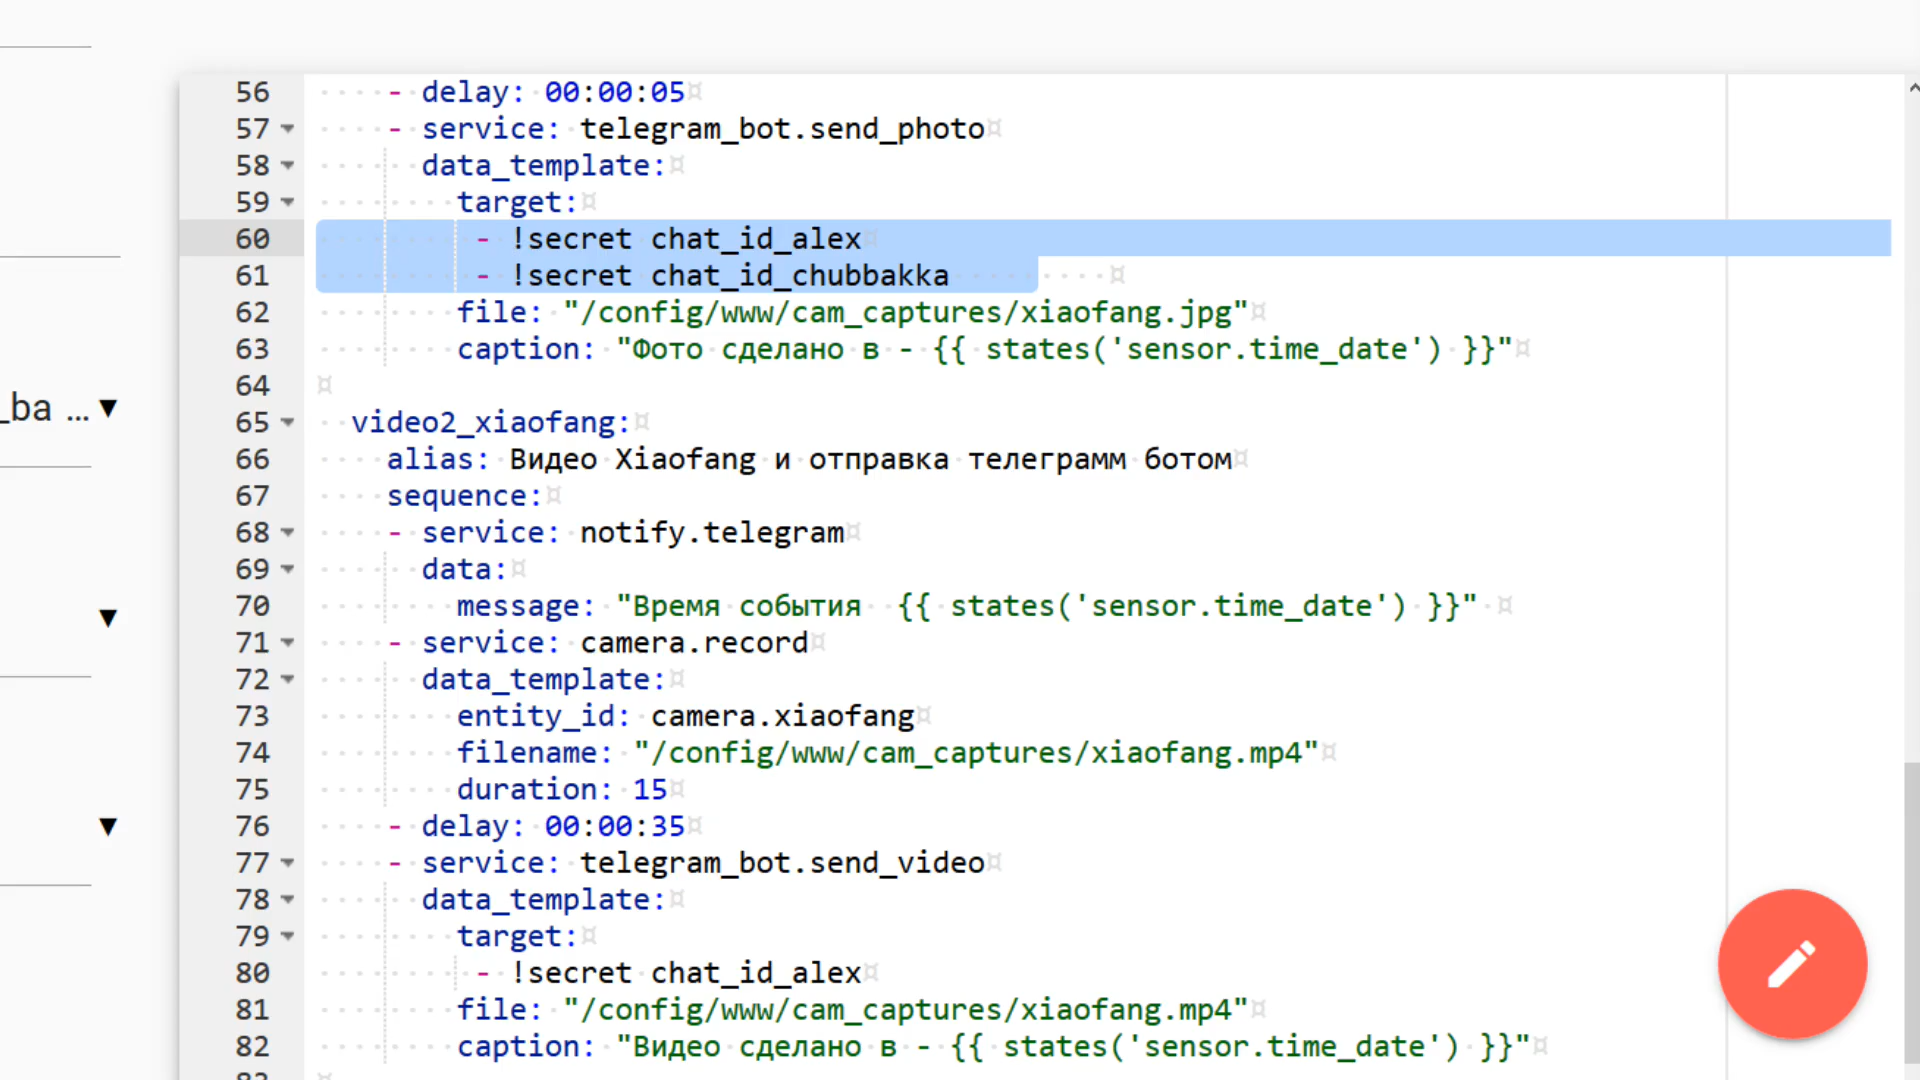 56 - delay: 00:00:05
57 - service: telegram_bot.send_photo
58 data_template:
59 target:
60 - !secret chat_id_alex
61 - !secret chat_id_chubbakka
62 file: "/config/www/cam_captures/xiaofang.jpg"
63 caption: "Фото сделано в - {{ states('sensor.time_date') }}"
64
_ba ...
65 video2_xiaofang:
66 alias: Видео Xiaofang и отправка телеграмм ботом
67 sequence:
68 - service: notify.telegram
69 data:
70 message: "Время события  {{ states('sensor.time_date') }}"
71 - service: camera.record
72 data_template:
73 entity_id: camera.xiaofang
74 filename: "/config/www/cam_captures/xiaofang.mp4"
75 duration: 15
76 - delay: 00:00:35
77 - service: telegram_bot.send_video
78 data_template:
79 target:
80 - !secret chat_id_alex
81 file: "/config/www/cam_captures/xiaofang.mp4"
82 caption: "Видео сделано в - {{ states('sensor.time_date') }}"